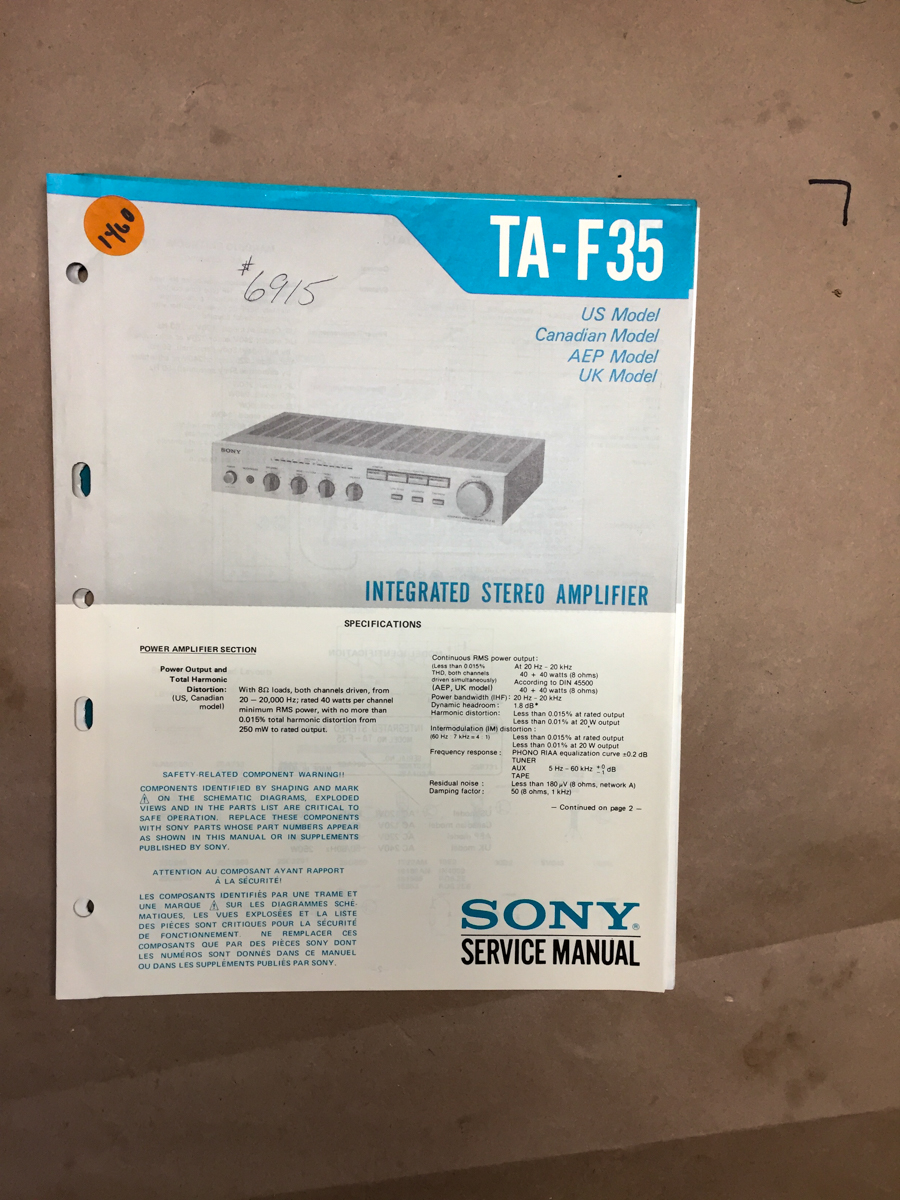 1460
#6915
TA-F35
US Model
Canadian Model
AEP Model
UK Model
SONY
INTEGRATED STEREO AMPLIFIER
SPECIFICATIONS
POWER AMPLIFIER SECTION
Power Output and
Total Harmonic
Distortion:
(US, Canadian
model)
With 8Ω loads, both channels driven, from
20 – 20,000 Hz; rated 40 watts per channel
minimum RMS power, with no more than
0.015% total harmonic distortion from
250 mW to rated output.
SAFETY-RELATED COMPONENT WARNING!!
COMPONENTS IDENTIFIED BY SHADING AND MARK
⚠ ON THE SCHEMATIC DIAGRAMS, EXPLODED
VIEWS AND IN THE PARTS LIST ARE CRITICAL TO
SAFE OPERATION. REPLACE THESE COMPONENTS
WITH SONY PARTS WHOSE PART NUMBERS APPEAR
AS SHOWN IN THIS MANUAL OR IN SUPPLEMENTS
PUBLISHED BY SONY.
ATTENTION AU COMPOSANT AYANT RAPPORT
À LA SÉCURITÉ!
LES COMPOSANTS IDENTIFIÉS PAR UNE TRAME ET
UNE MARQUE ⚠ SUR LES DIAGRAMMES SCHÉ-
MATIQUES, LES VUES EXPLOSÉES ET LA LISTE
DES PIÈCES SONT CRITIQUES POUR LA SÉCURITÉ
DE FONCTIONNEMENT. NE REMPLACER CES
COMPOSANTS QUE PAR DES PIÈCES SONY DONT
LES NUMÉROS SONT DONNÉS DANS CE MANUEL
OU DANS LES SUPPLÉMENTS PUBLIÉS PAR SONY.
Continuous RMS power output:
(Less than 0.015% At 20 Hz – 20 kHz
THD, both channels 40 + 40 watts (8 ohms)
driven simultaneously) According to DIN 45500
(AEP, UK model) 40 + 40 watts (8 ohms)
Power bandwidth (IHF): 20 Hz – 20 kHz
Dynamic headroom: 1.8 dB*
Harmonic distortion: Less than 0.015% at rated output
Less than 0.01% at 20 W output
Intermodulation (IM) distortion:
(60 Hz : 7 kHz = 4 : 1) Less than 0.015% at rated output
Less than 0.01% at 20 W output
Frequency response: PHONO RIAA equalization curve ±0.2 dB
TUNER
AUX 5 Hz – 60 kHz +0 −1 dB
TAPE
Residual noise: Less than 180 μV (8 ohms, network A)
Damping factor: 50 (8 ohms, 1 kHz)
– Continued on page 2 –
SONY®
SERVICE MANUAL